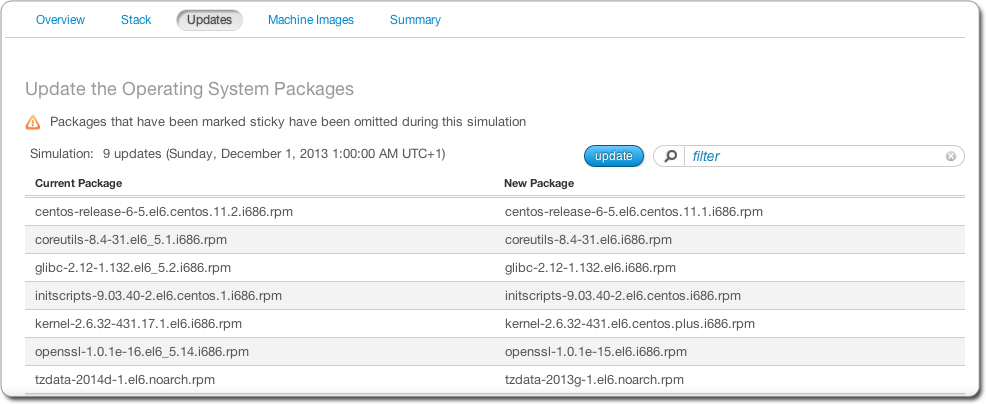 Overview Stack Updates Machine Images Summary
Update the Operating System Packages
Packages that have been marked sticky have been omitted during this simulation
Simulation: 9 updates (Sunday, December 1, 2013 1:00:00 AM UTC+1) update filter
Current Package New Package
centos-release-6-5.el6.centos.11.2.i686.rpm centos-release-6-5.el6.centos.11.1.i686.rpm
coreutils-8.4-31.el6_5.1.i686.rpm coreutils-8.4-31.el6.i686.rpm
glibc-2.12-1.132.el6_5.2.i686.rpm glibc-2.12-1.132.el6.i686.rpm
initscripts-9.03.40-2.el6.centos.1.i686.rpm initscripts-9.03.40-2.el6.centos.i686.rpm
kernel-2.6.32-431.17.1.el6.i686.rpm kernel-2.6.32-431.el6.centos.plus.i686.rpm
openssl-1.0.1e-16.el6_5.14.i686.rpm openssl-1.0.1e-15.el6.i686.rpm
tzdata-2014d-1.el6.noarch.rpm tzdata-2013g-1.el6.noarch.rpm